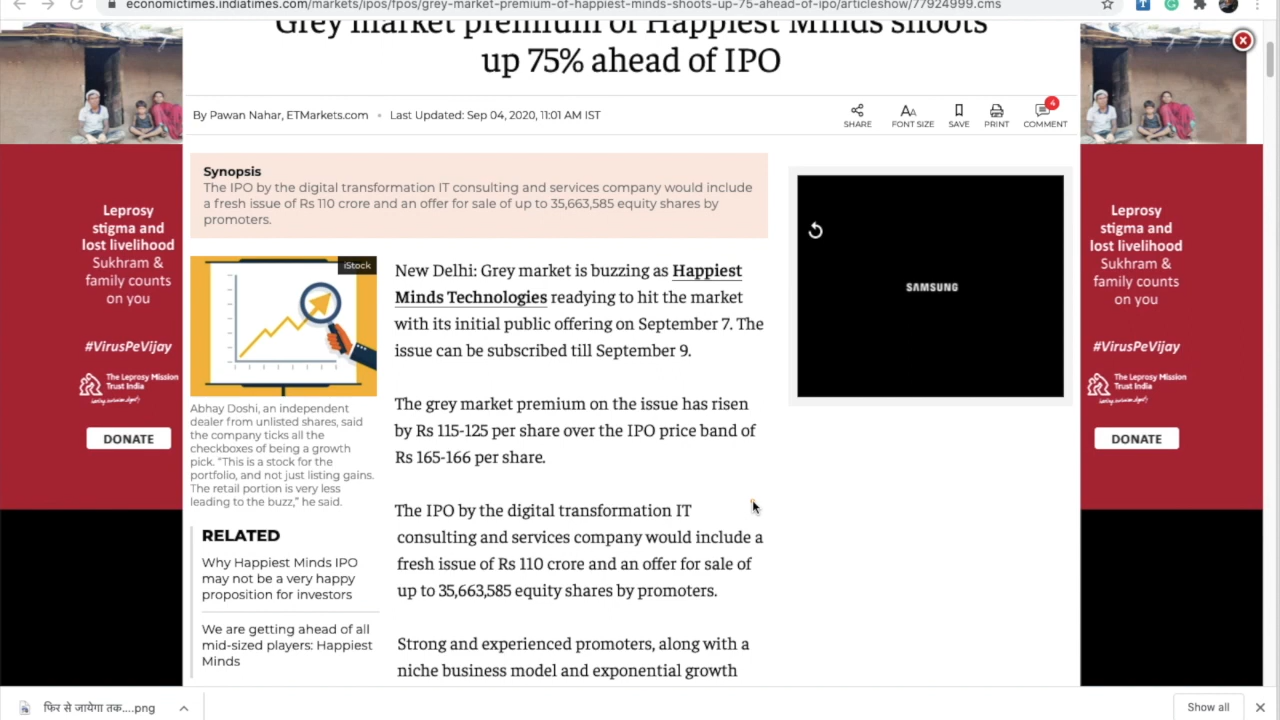 economictimes.indiatimes.com/markets/ipos/fpos/grey-market-premium-of-happiest-minds-shoots-up-75-ahead-of-ipo/articleshow/77924999.cms
Grey market premium of Happiest Minds shoots
up 75% ahead of IPO
By Pawan Nahar, ETMarkets.com • Last Updated: Sep 04, 2020, 11:01 AM IST
SHARE
FONT SIZE
SAVE
PRINT
4
COMMENT
Synopsis
The IPO by the digital transformation IT consulting and services company would include
a fresh issue of Rs 110 crore and an offer for sale of up to 35,663,585 equity shares by
promoters.
Leprosy
stigma and
lost livelihood
Sukhram &
family counts
on you
#VirusPeVijay
The Leprosy Mission
Trust India
DONATE
iStock
Abhay Doshi, an independent
dealer from unlisted shares, said
the company ticks all the
checkboxes of being a growth
pick. “This is a stock for the
portfolio, and not just listing gains.
The retail portion is very less
leading to the buzz,” he said.
RELATED
Why Happiest Minds IPO
may not be a very happy
proposition for investors
We are getting ahead of all
mid-sized players: Happiest
Minds
New Delhi: Grey market is buzzing as Happiest
Minds Technologies readying to hit the market
with its initial public offering on September 7. The
issue can be subscribed till September 9.
The grey market premium on the issue has risen
by Rs 115-125 per share over the IPO price band of
Rs 165-166 per share.
The IPO by the digital transformation IT
consulting and services company would include a
fresh issue of Rs 110 crore and an offer for sale of
up to 35,663,585 equity shares by promoters.
Strong and experienced promoters, along with a
niche business model and exponential growth
SAMSUNG
Leprosy
stigma and
lost livelihood
Sukhram &
family counts
on you
#VirusPeVijay
The Leprosy Mission
Trust India
DONATE
फिर से जायेगा तक....png
Show all